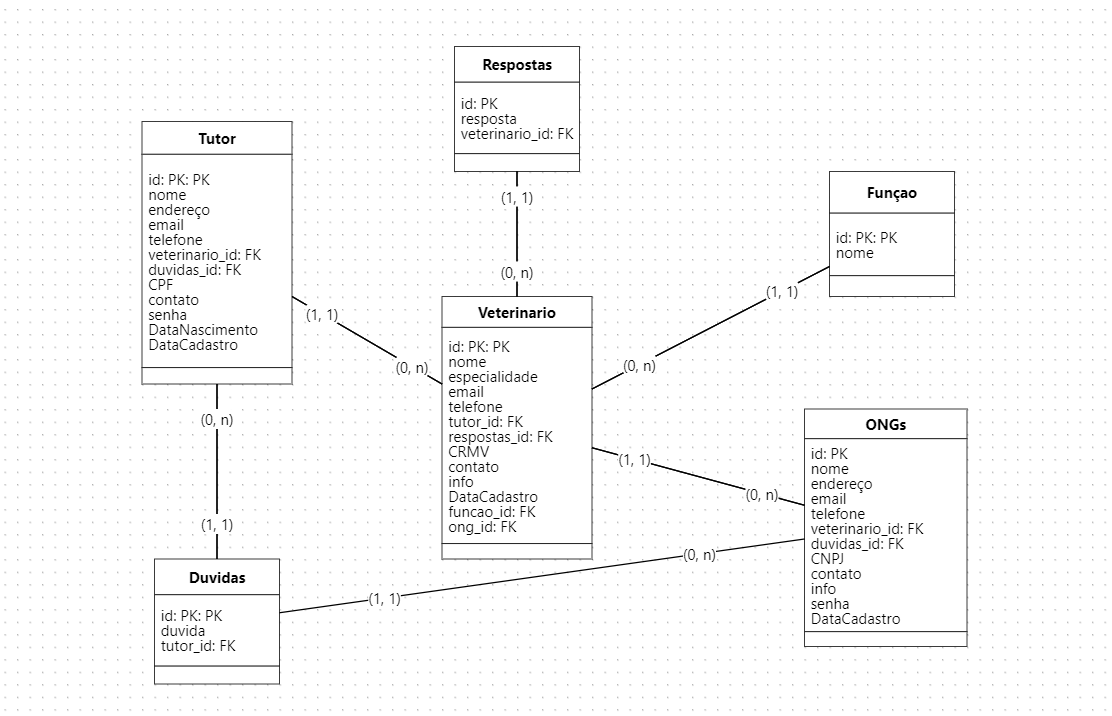 Respostas
id: PK
resposta
veterinario_id: FK
(1, 1)
(0, n)
Tutor
id: PK: PK
nome
endereço
email
telefone
veterinario_id: FK
duvidas_id: FK
CPF
contato
senha
DataNascimento
DataCadastro
(1, 1)
(0, n)
(0, n)
(1, 1)
Funçao
id: PK: PK
nome
(1, 1)
(0, n)
Veterinario
id: PK: PK
nome
especialidade
email
telefone
tutor_id: FK
respostas_id: FK
CRMV
contato
info
DataCadastro
funcao_id: FK
ong_id: FK
(1, 1)
(0, n)
ONGs
id: PK
nome
endereço
email
telefone
veterinario_id: FK
duvidas_id: FK
CNPJ
contato
info
senha
DataCadastro
(0, n)
(1, 1)
Duvidas
id: PK: PK
duvida
tutor_id: FK